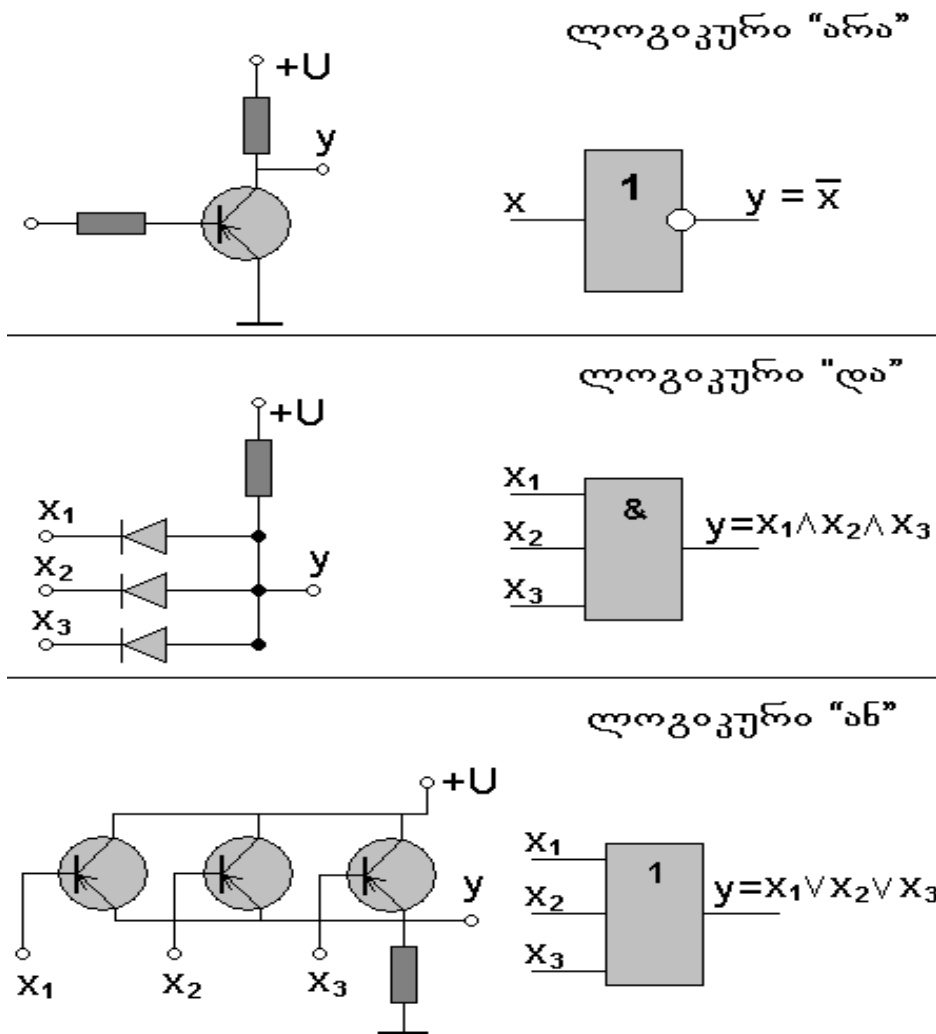 ლოგიკური "არა"
+U
y
x
1
y = x̅
ლოგიკური "და"
+U
x₁
x₂
x₃
y
x₁
x₂
x₃
&
y=x₁∧x₂∧x₃
ლოგიკური "ან"
+U
y
x₁
x₂
x₃
x₁
x₂
x₃
1
y=x₁∨x₂∨x₃